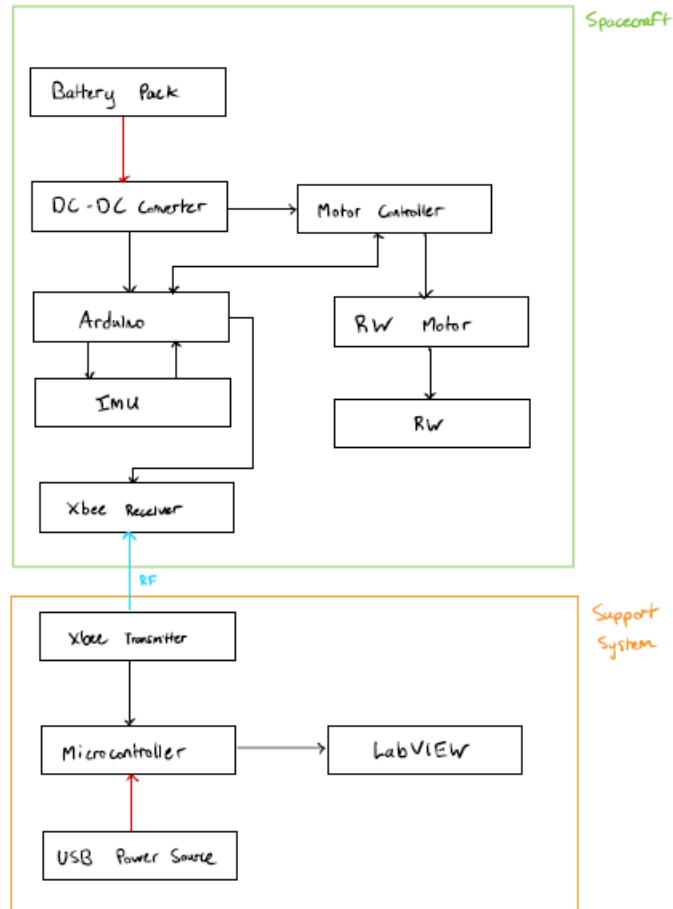 Spacecraft
Battery Pack
DC-DC Converter
Motor Controller
Arduino
RW Motor
IMU
RW
Xbee Receiver
RF
Xbee Transmitter
Support
System
Microcontroller
LabVIEW
USB Power Source